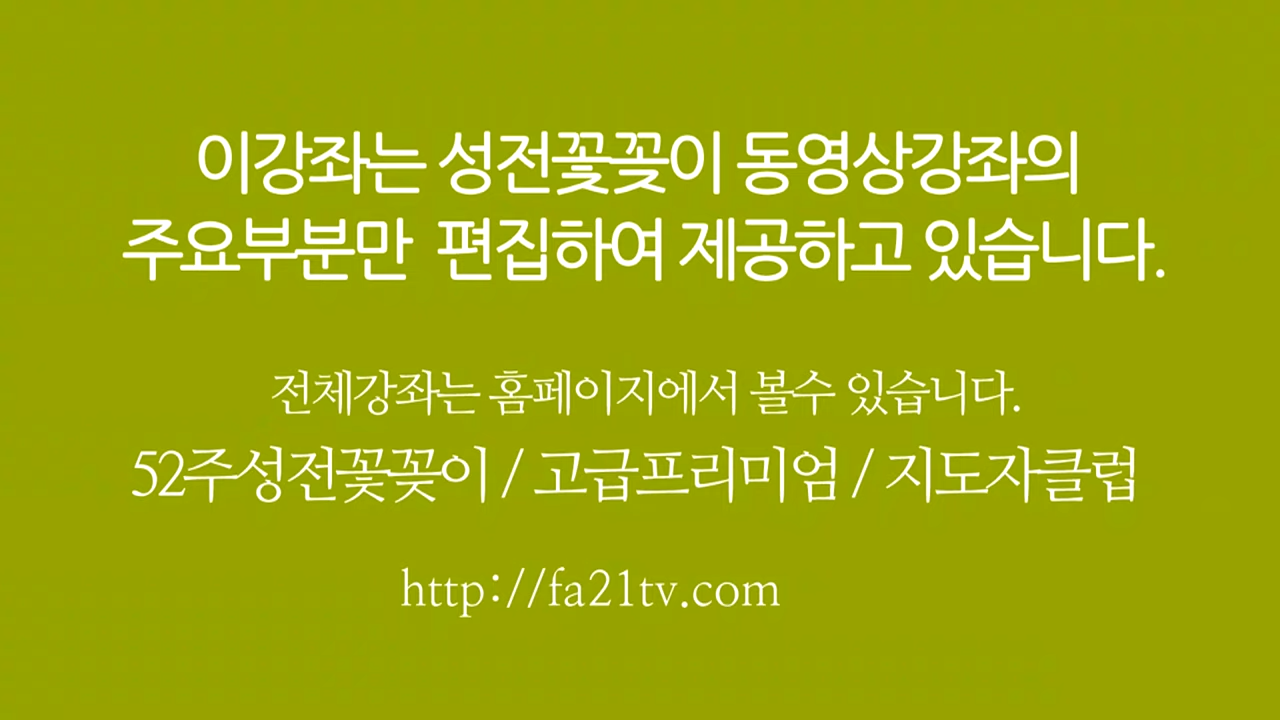 이강좌는 성전꽃꽂이 동영상강좌의
주요부분만 편집하여 제공하고 있습니다.
전체강좌는 홈페이지에서 볼수 있습니다.
52주성전꽃꽂이 / 고급프리미엄 / 지도자클럽
http://fa21tv.com